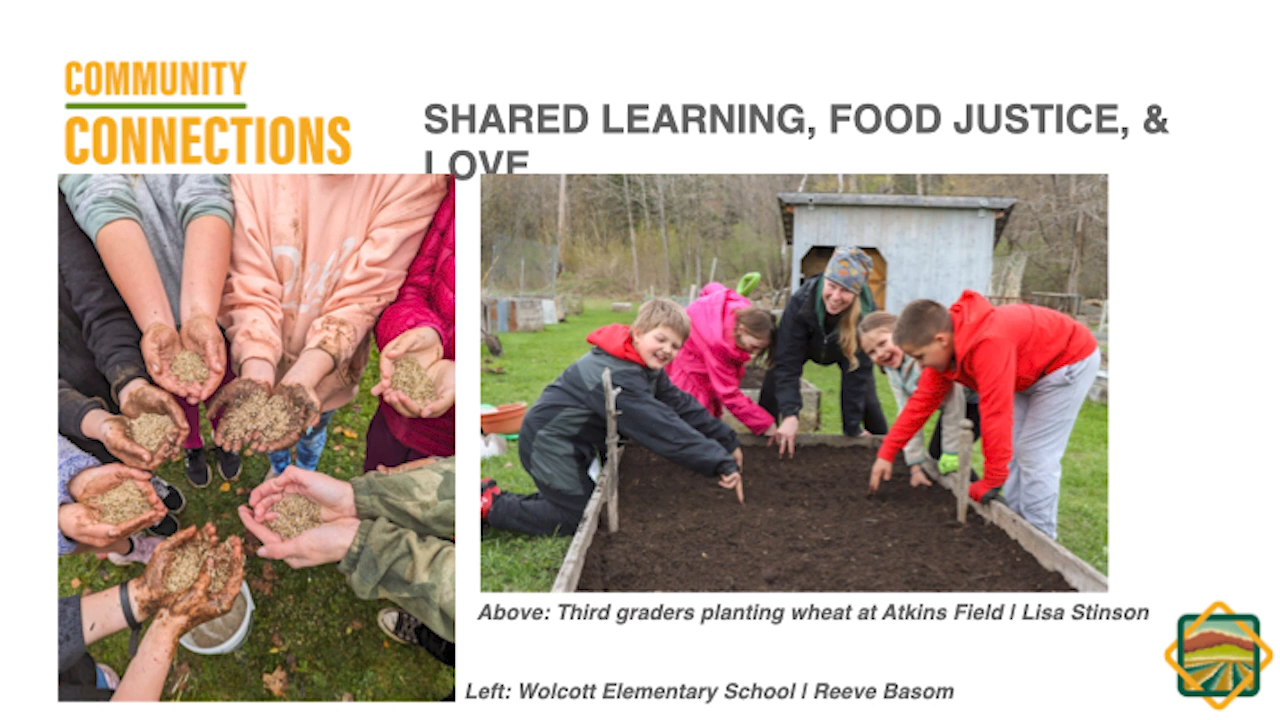 COMMUNITY
CONNECTIONS
SHARED LEARNING, FOOD JUSTICE, &
LOVE
Above: Third graders planting wheat at Atkins Field | Lisa Stinson
Left: Wolcott Elementary School | Reeve Basom